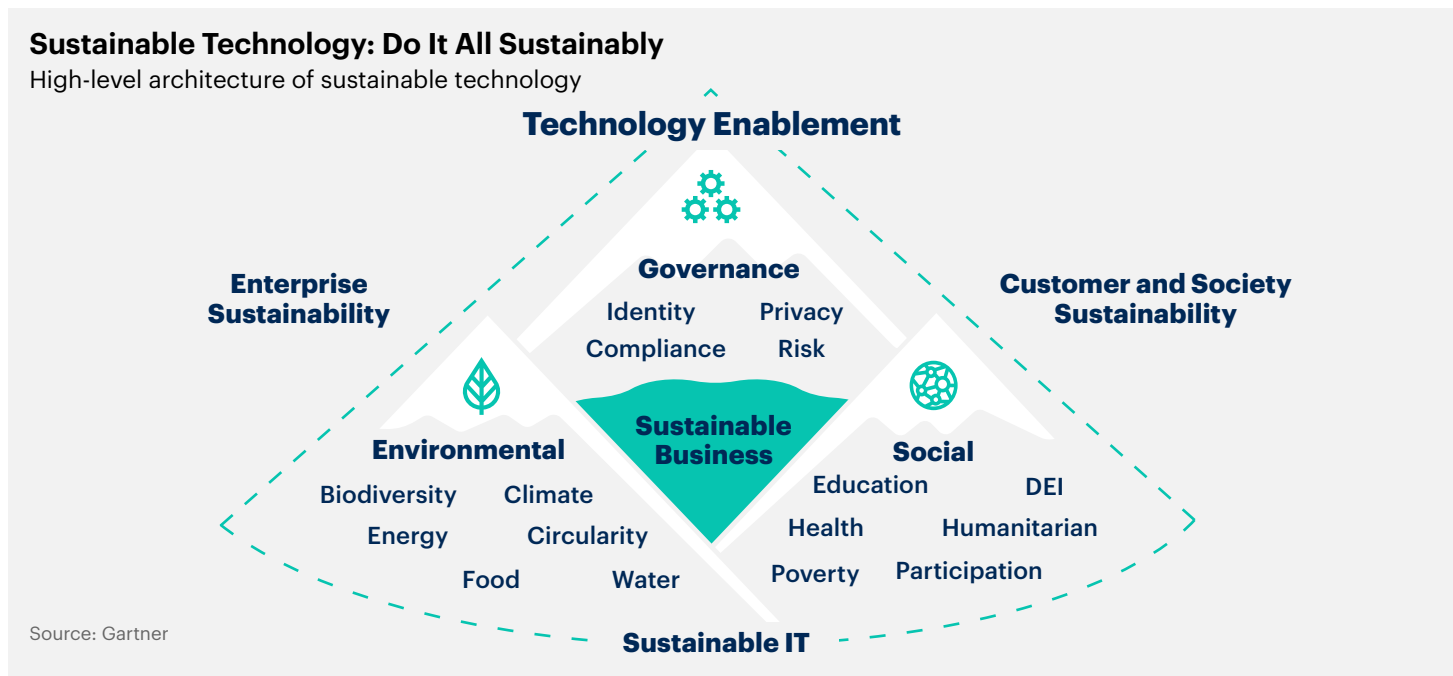 Sustainable Technology: Do It All Sustainably
High-level architecture of sustainable technology
Technology Enablement
Enterprise
Sustainability
Customer and Society
Sustainability
Governance
Identity Privacy
Compliance Risk
Sustainable
Business
Environmental
Biodiversity Climate
Energy Circularity
Food Water
Social
Education DEI
Health Humanitarian
Poverty Participation
Sustainable IT
Source: Gartner